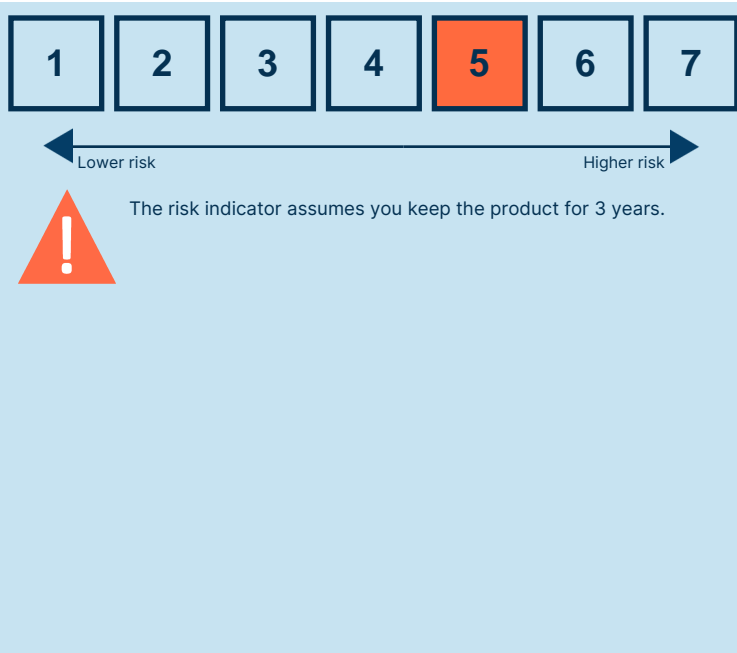 1 2 3 4 5 6 7
Lower risk Higher risk
The risk indicator assumes you keep the product for 3 years.
!